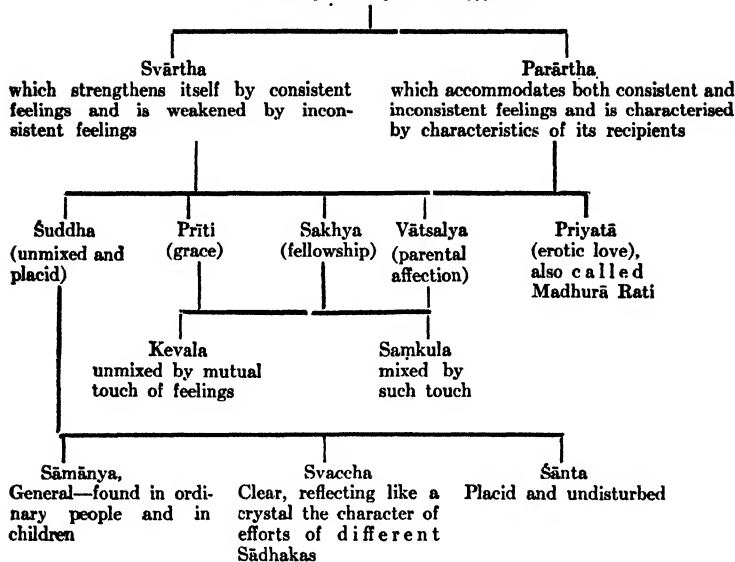 Svārtha
which strengthens itself by consistent
feelings and is weakened by incon-
sistent feelings
Parārtha
which accommodates both consistent and
inconsistent feelings and is characterised
by characteristics of its recipients
Śuddha
(unmixed and
placid)
Prīti
(grace)
Sakhya
(fellowship)
Vātsalya
(parental
affection)
Priyatā
(erotic love),
also called
Madhurā Rati
Kevala
unmixed by mutual
touch of feelings
Saṃkula
mixed by
such touch
Sāmānya,
General—found in ordi-
nary people and in
children
Svaccha
Clear, reflecting like a
crystal the character of
efforts of different
Sādhakas
Śānta
Placid and undisturbed